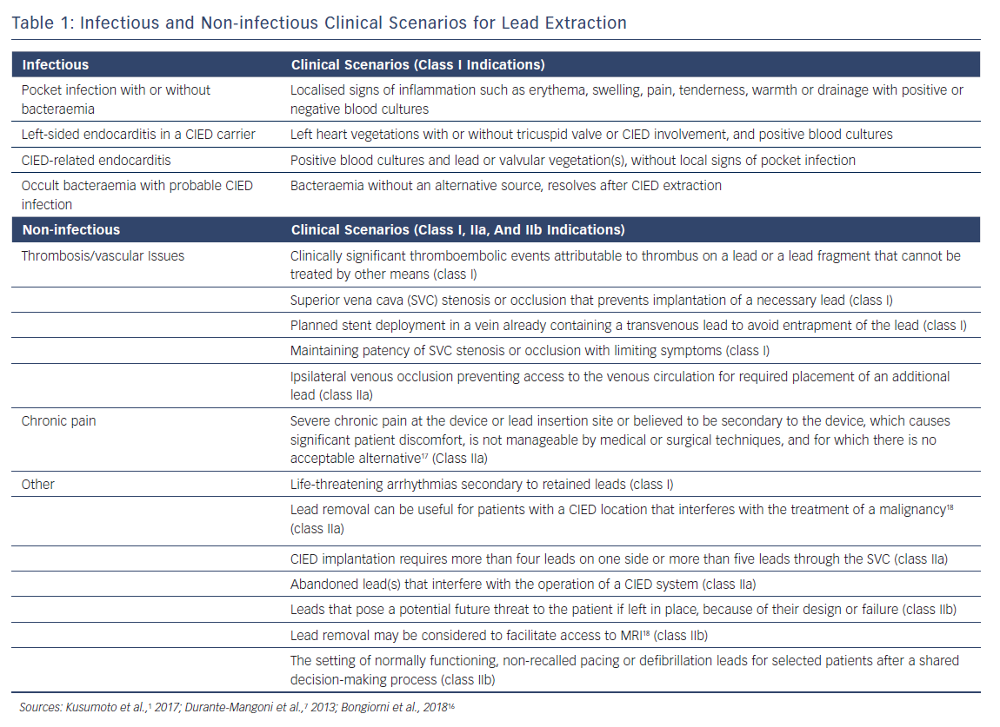 Table 1: Infectious and Non-infectious Clinical Scenarios for Lead Extraction
Infectious
Clinical Scenarios (Class I Indications)
Pocket infection with or without
bacteraemia
Localised signs of inflammation such as erythema, swelling, pain, tenderness, warmth or drainage with positive or
negative blood cultures
Left-sided endocarditis in a CIED carrier
Left heart vegetations with or without tricuspid valve or CIED involvement, and positive blood cultures
CIED-related endocarditis
Positive blood cultures and lead or valvular vegetation(s), without local signs of pocket infection
Occult bacteraemia with probable CIED
infection
Bacteraemia without an alternative source, resolves after CIED extraction
Non-infectious
Clinical Scenarios (Class I, IIa, And IIb Indications)
Thrombosis/vascular Issues
Clinically significant thromboembolic events attributable to thrombus on a lead or a lead fragment that cannot be
treated by other means (class I)
Superior vena cava (SVC) stenosis or occlusion that prevents implantation of a necessary lead (class I)
Planned stent deployment in a vein already containing a transvenous lead to avoid entrapment of the lead (class I)
Maintaining patency of SVC stenosis or occlusion with limiting symptoms (class I)
Ipsilateral venous occlusion preventing access to the venous circulation for required placement of an additional
lead (class IIa)
Chronic pain
Severe chronic pain at the device or lead insertion site or believed to be secondary to the device, which causes
significant patient discomfort, is not manageable by medical or surgical techniques, and for which there is no
acceptable alternative¹⁷ (Class IIa)
Other
Life-threatening arrhythmias secondary to retained leads (class I)
Lead removal can be useful for patients with a CIED location that interferes with the treatment of a malignancy¹⁸
(class IIa)
CIED implantation requires more than four leads on one side or more than five leads through the SVC (class IIa)
Abandoned lead(s) that interfere with the operation of a CIED system (class IIa)
Leads that pose a potential future threat to the patient if left in place, because of their design or failure (class IIb)
Lead removal may be considered to facilitate access to MRI¹⁸ (class IIb)
The setting of normally functioning, non-recalled pacing or defibrillation leads for selected patients after a shared
decision-making process (class IIb)
Sources: Kusumoto et al.,¹ 2017; Durante-Mangoni et al.,⁷ 2013; Bongiorni et al., 2018¹⁶